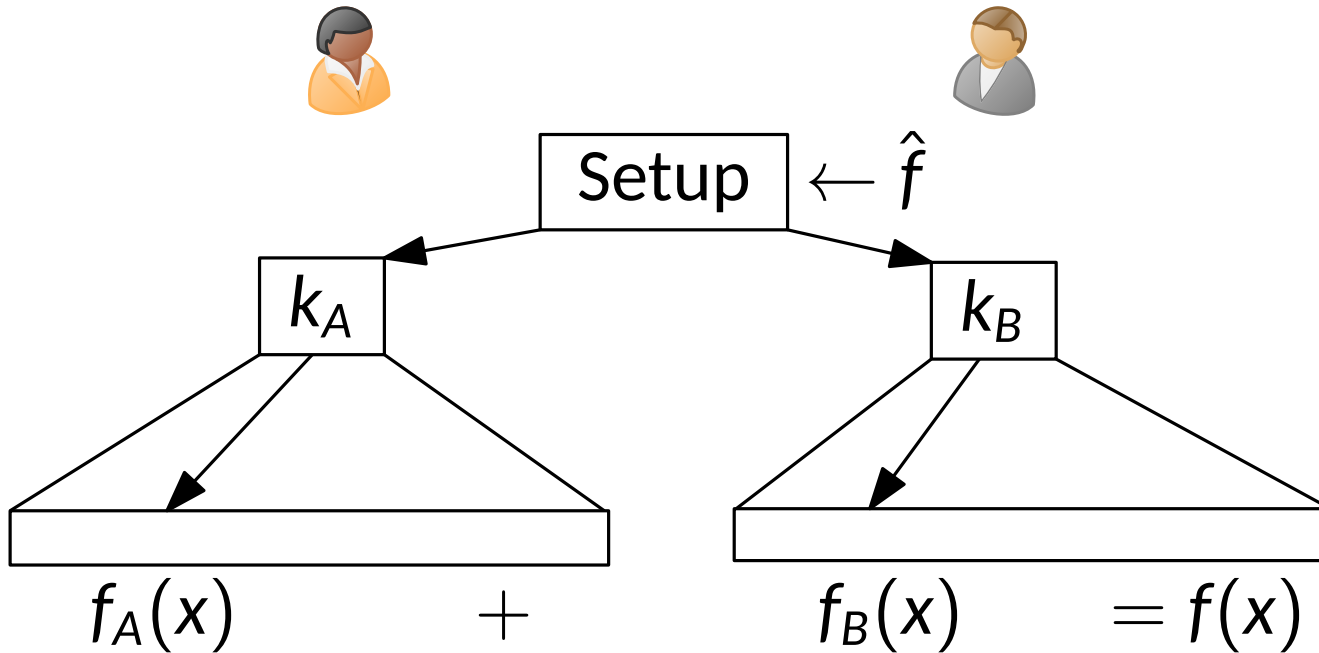 Setup ← f̂
k_A
k_B
f_A(x) + f_B(x) = f(x)